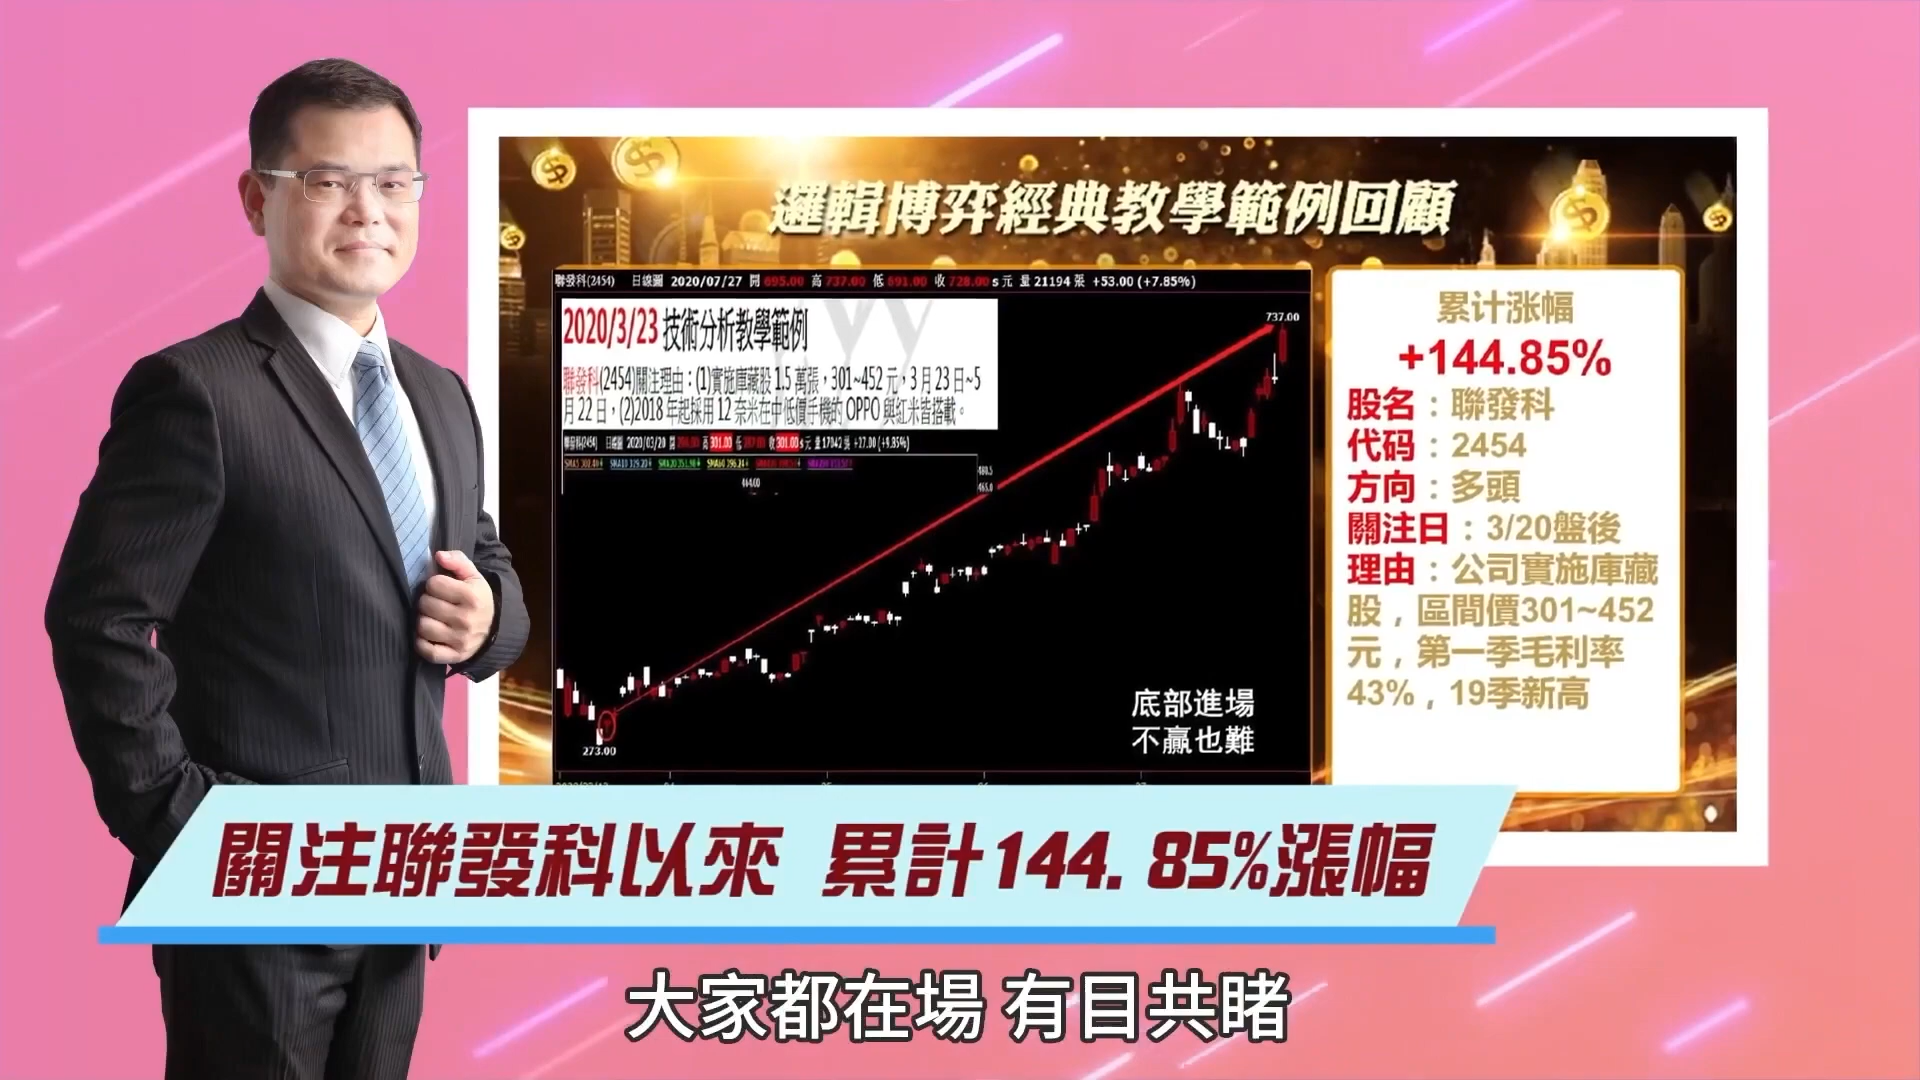 邏輯博弈經典教學範例回顧
聯發科(2454) 日線圖 2020/07/27 開 695.00 高 737.00 低 691.00 收 728.00 s元 量 21194 張 +53.00 (+7.85%)
2020/3/23 技術分析教學範例
聯發科(2454)關注理由：(1)實施庫藏股 1.5 萬張，301~452 元，3 月 23 日~5
月 22 日，(2)2018 年起採用 12 奈米在中低價手機的 OPPO 與紅米皆搭載。
737.00
464.00
480.5
465.0
273.00
底部進場
不贏也難
累计涨幅
+144.85%
股名：聯發科
代码：2454
方向：多頭
關注日：3/20盤後
理由：公司實施庫藏
股，區間價301~452
元，第一季毛利率
43%，19季新高
關注聯發科以來 累計144.85%漲幅
大家都在場 有目共睹